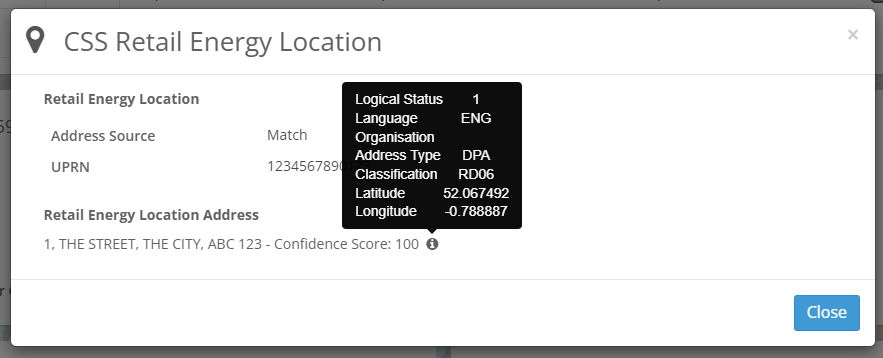 CSS Retail Energy Location
×
Retail Energy Location
Address Source Match
UPRN 1234567890
Logical Status 1
Language ENG
Organisation
Address Type DPA
Classification RD06
Latitude 52.067492
Longitude -0.788887
Retail Energy Location Address
1, THE STREET, THE CITY, ABC 123 - Confidence Score: 100
Close